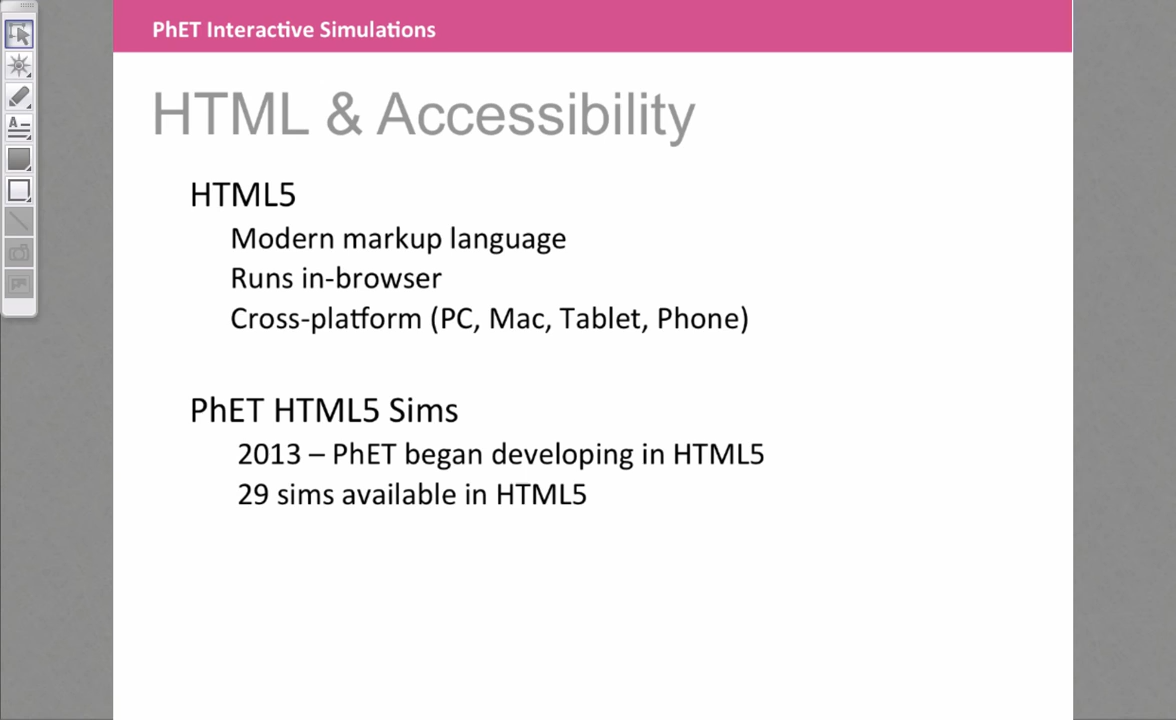 PhET Interactive Simulations
HTML & Accessibility
HTML5
Modern markup language
Runs in-browser
Cross-platform (PC, Mac, Tablet, Phone)
PhET HTML5 Sims
2013 – PhET began developing in HTML5
29 sims available in HTML5